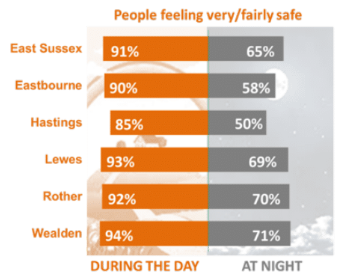 People feeling very/fairly safe
East Sussex 91% 65%
Eastbourne 90% 58%
Hastings 85% 50%
Lewes 93% 69%
Rother 92% 70%
Wealden 94% 71%
DURING THE DAY AT NIGHT